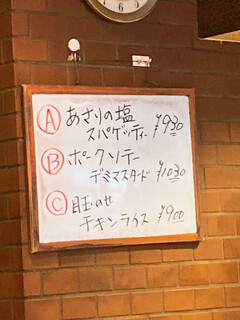 Ⓐ あさりの塩
スパゲッティー ¥930
Ⓑ ポークソテー
デミマスタード ¥1030
Ⓒ 目玉のせ
チキンライス ¥900